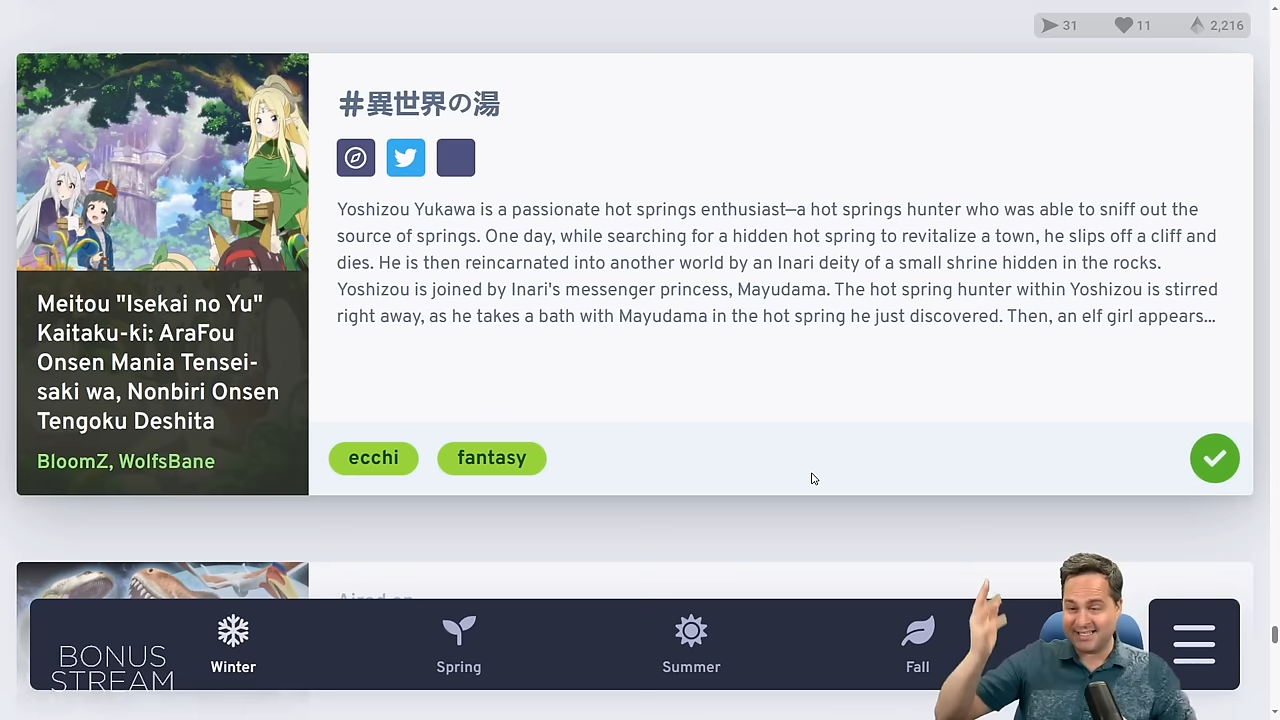 31 11 2,216
#異世界の湯
Yoshizou Yukawa is a passionate hot springs enthusiast—a hot springs hunter who was able to sniff out the
source of springs. One day, while searching for a hidden hot spring to revitalize a town, he slips off a cliff and
dies. He is then reincarnated into another world by an Inari deity of a small shrine hidden in the rocks.
Yoshizou is joined by Inari's messenger princess, Mayudama. The hot spring hunter within Yoshizou is stirred
right away, as he takes a bath with Mayudama in the hot spring he just discovered. Then, an elf girl appears...
Meitou "Isekai no Yu"
Kaitaku-ki: AraFou
Onsen Mania Tensei-
saki wa, Nonbiri Onsen
Tengoku Deshita
BloomZ, WolfsBane
ecchi fantasy
Aired on
Winter Spring Summer Fall
BONUS
STREAM